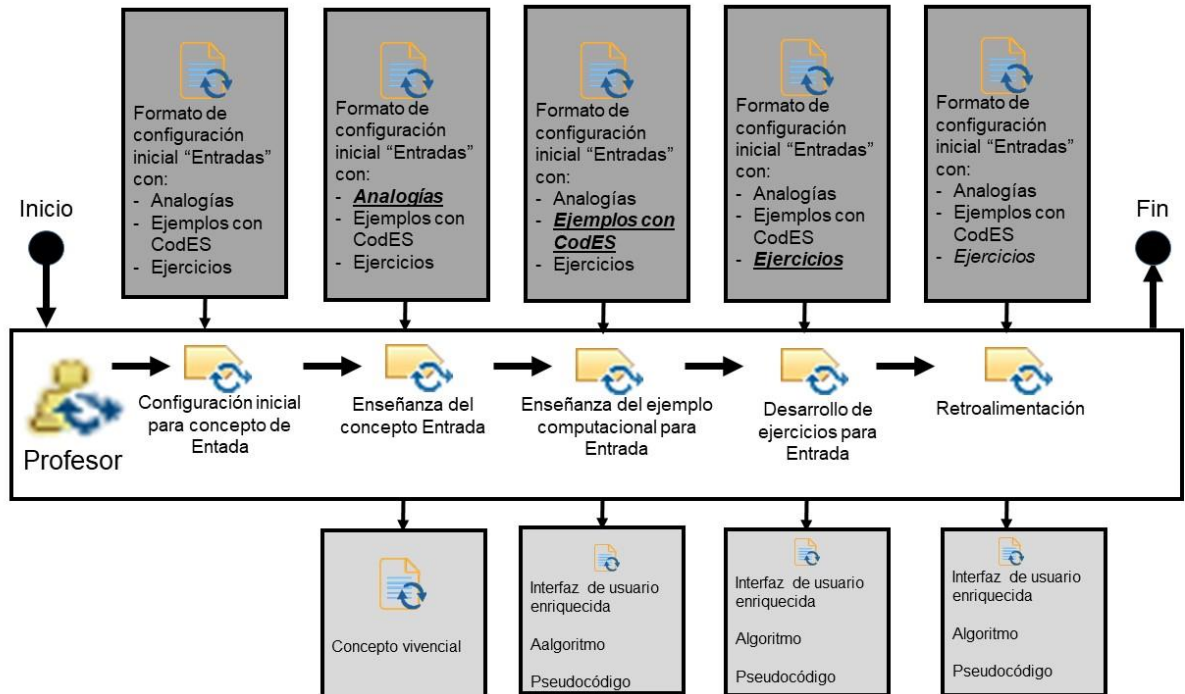 Formato de
configuración
inicial "Entradas"
con:
- Analogías
- Ejemplos con
CodES
- Ejercicios
Formato de
configuración
inicial "Entradas"
con:
- Analogías
- Ejemplos con
CodES
- Ejercicios
Formato de
configuración
inicial "Entradas"
con:
- Analogías
- Ejemplos con
CodES
- Ejercicios
Formato de
configuración
inicial "Entradas"
con:
- Analogías
- Ejemplos con
CodES
- Ejercicios
Formato de
configuración
inicial "Entradas"
con:
- Analogías
- Ejemplos con
CodES
- Ejercicios
Inicio
Fin
Profesor
Configuración inicial
para concepto de
Entada
Enseñanza del
concepto Entrada
Enseñanza del ejemplo
computacional para
Entrada
Desarrollo de
ejercicios para
Entrada
Retroalimentación
Concepto vivencial
Interfaz de usuario
enriquecida
Aalgoritmo
Pseudocódigo
Interfaz de usuario
enriquecida
Algoritmo
Pseudocódigo
Interfaz de usuario
enriquecida
Algoritmo
Pseudocódigo